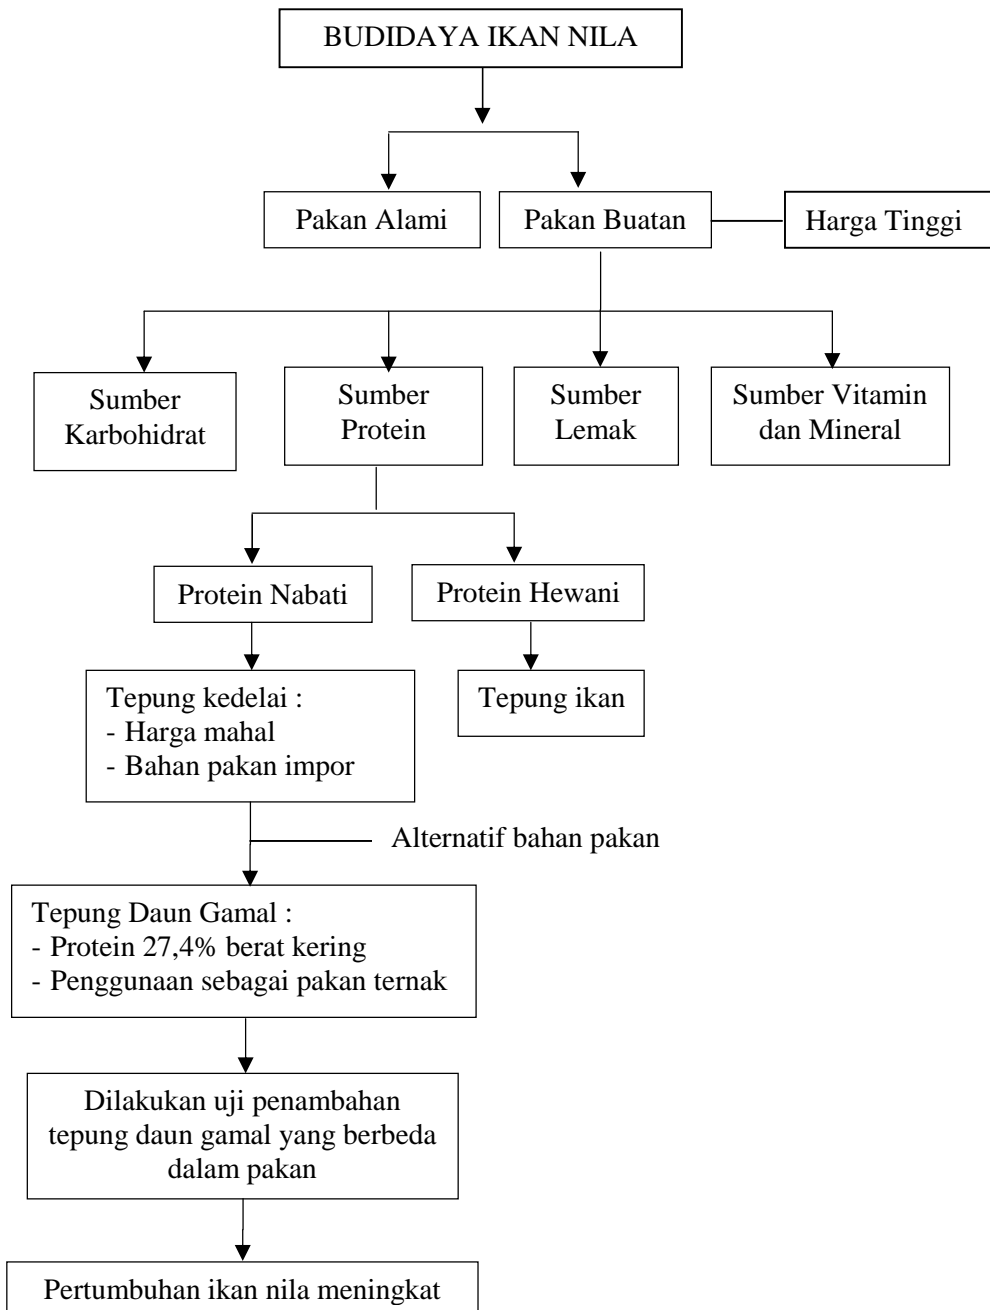 BUDIDAYA IKAN NILA
Pakan Alami
Pakan Buatan
Harga Tinggi
Sumber
Karbohidrat
Sumber
Protein
Sumber
Lemak
Sumber Vitamin
dan Mineral
Protein Nabati
Protein Hewani
Tepung kedelai :
- Harga mahal
- Bahan pakan impor
Tepung ikan
Alternatif bahan pakan
Tepung Daun Gamal :
- Protein 27,4% berat kering
- Penggunaan sebagai pakan ternak
Dilakukan uji penambahan
tepung daun gamal yang berbeda
dalam pakan
Pertumbuhan ikan nila meningkat